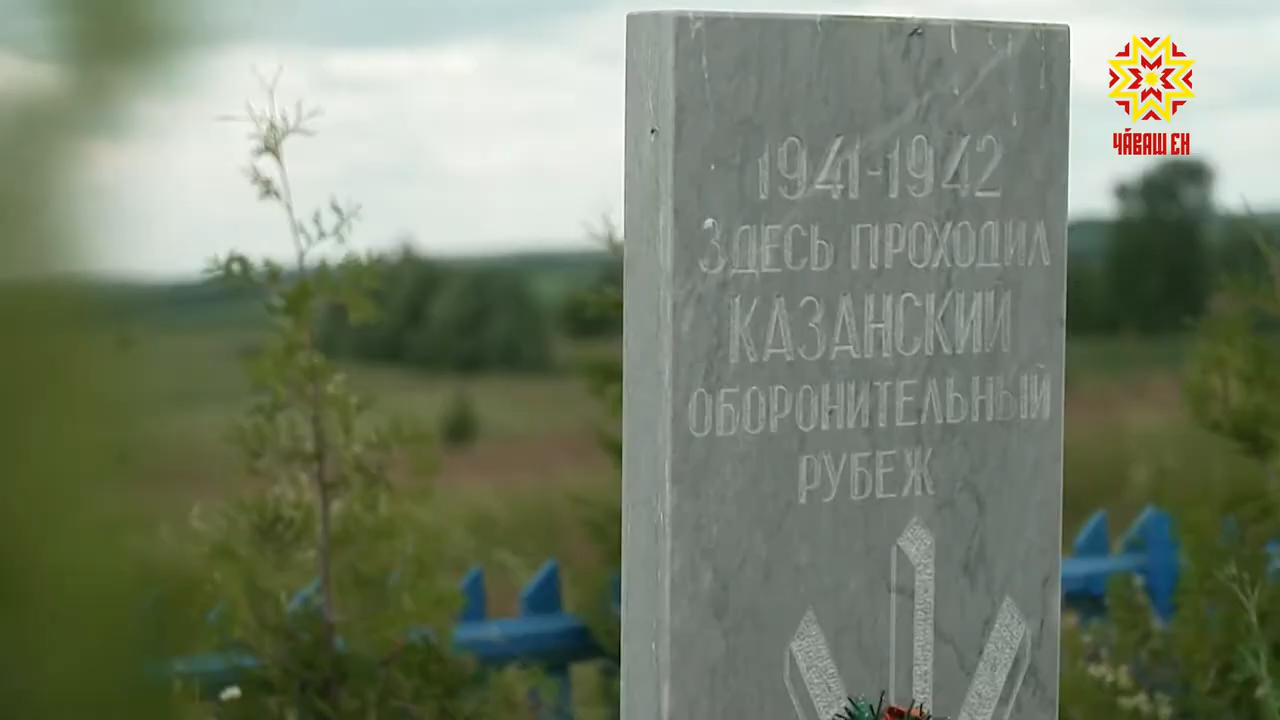 1941-1942
ЗДЕСЬ ПРОХОДИЛ
КАЗАНСКИЙ
ОБОРОНИТЕЛЬНЫЙ
РУБЕЖ
ЧӐВАШ ЕН